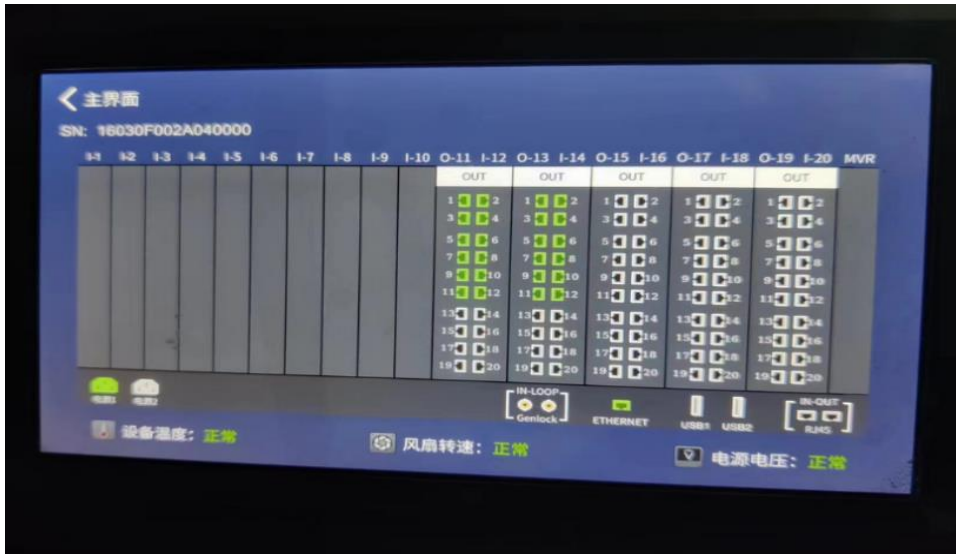 主界面
SN: 16030F002A040000
I-1 I-2 I-3 I-4 I-5 I-6 I-7 I-8 I-9 I-10 O-11 I-12 O-13 I-14 O-15 I-16 O-17 I-18 O-19 I-20 MVR
OUT OUT OUT OUT OUT
1 2 1 2 1 2 1 2 1 2
3 4 3 4 3 4 3 4 3 4
5 6 5 6 5 6 5 6 5 6
7 8 7 8 7 8 7 8 7 8
9 10 9 10 9 10 9 10 9 10
11 12 11 12 11 12 11 12 11 12
13 14 13 14 13 14 13 14 13 14
15 16 15 16 15 16 15 16 15 16
17 18 17 18 17 18 17 18 17 18
19 20 19 20 19 20 19 20 19 20
电源1 电源2
IN-LOOP
Genlock
ETHERNET
USB1 USB2
IN-OUT
RJ45
设备温度: 正常 风扇转速: 正常 电源电压: 正常